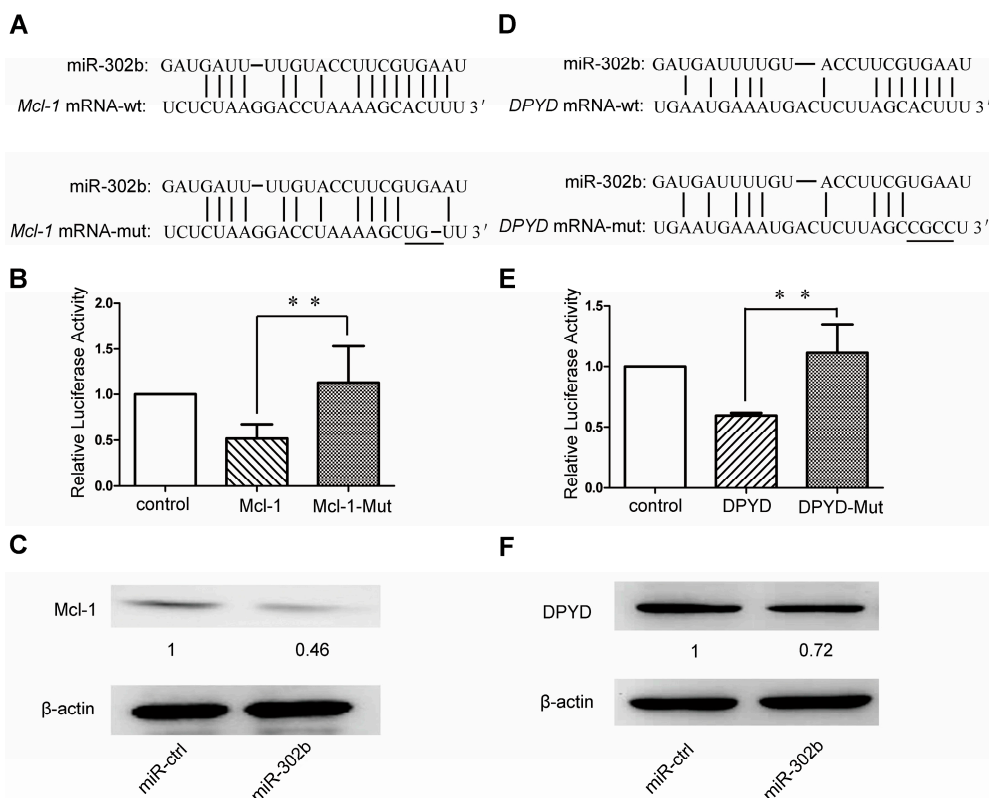 A
miR-302b: GAUGAUU–UUGUACCUUCGUGAAU
Mcl-1 mRNA-wt: UCUCUAAGGACCUAAAAGCACUUU 3′
miR-302b: GAUGAUU–UUGUACCUUCGUGAAU
Mcl-1 mRNA-mut: UCUCUAAGGACCUAAAAGCUG–UU 3′
B
Relative Luciferase Activity
2.0
1.5
1.0
0.5
0.0
* *
control Mcl-1 Mcl-1-Mut
C
Mcl-1
1 0.46
β-actin
miR-ctrl miR-302b
D
miR-302b: GAUGAUUUUGU—ACCUUCGUGAAU
DPYD mRNA-wt: UGAAUGAAAUGACUCUUAGCACUUU 3′
miR-302b: GAUGAUUUUGU—ACCUUCGUGAAU
DPYD mRNA-mut: UGAAUGAAAUGACUCUUAGCCGCCU 3′
E
Relative Luciferase Activity
1.5
1.0
0.5
0.0
* *
control DPYD DPYD-Mut
F
DPYD
1 0.72
β-actin
miR-ctrl miR-302b